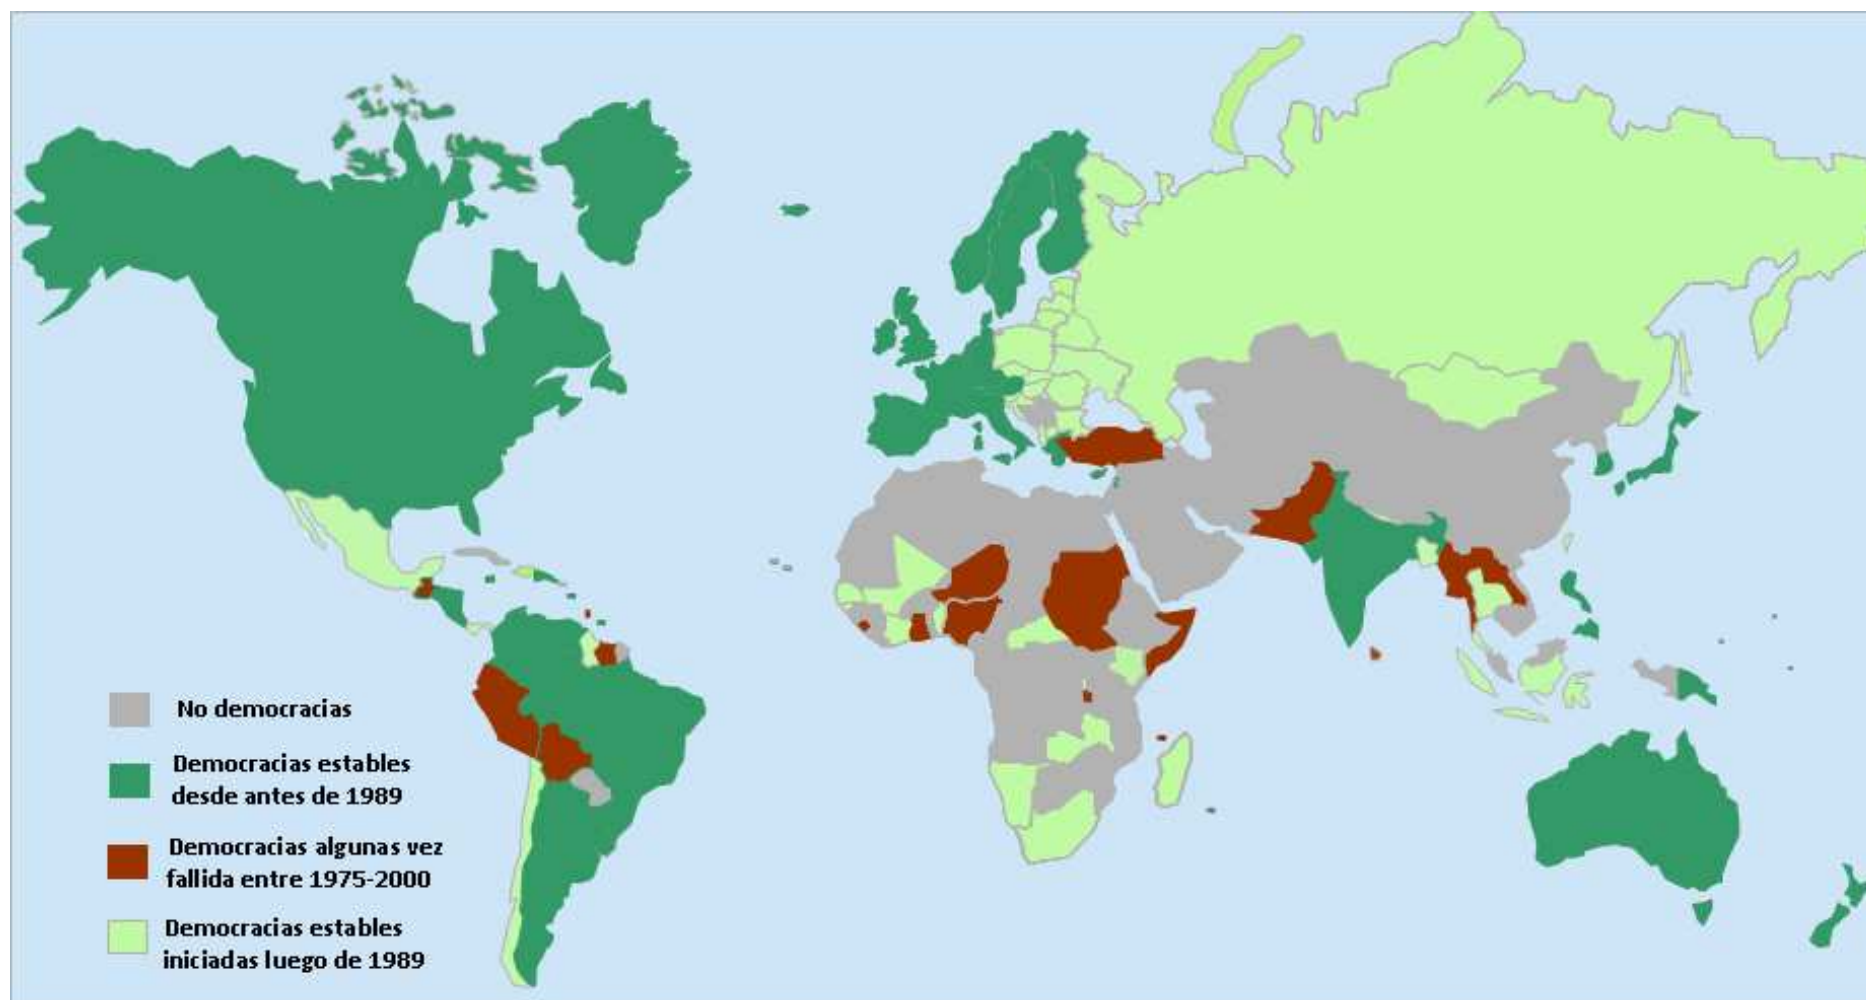 No democracias
Democracias estables
desde antes de 1989
Democracias algunas vez
fallida entre 1975-2000
Democracias estables
iniciadas luego de 1989